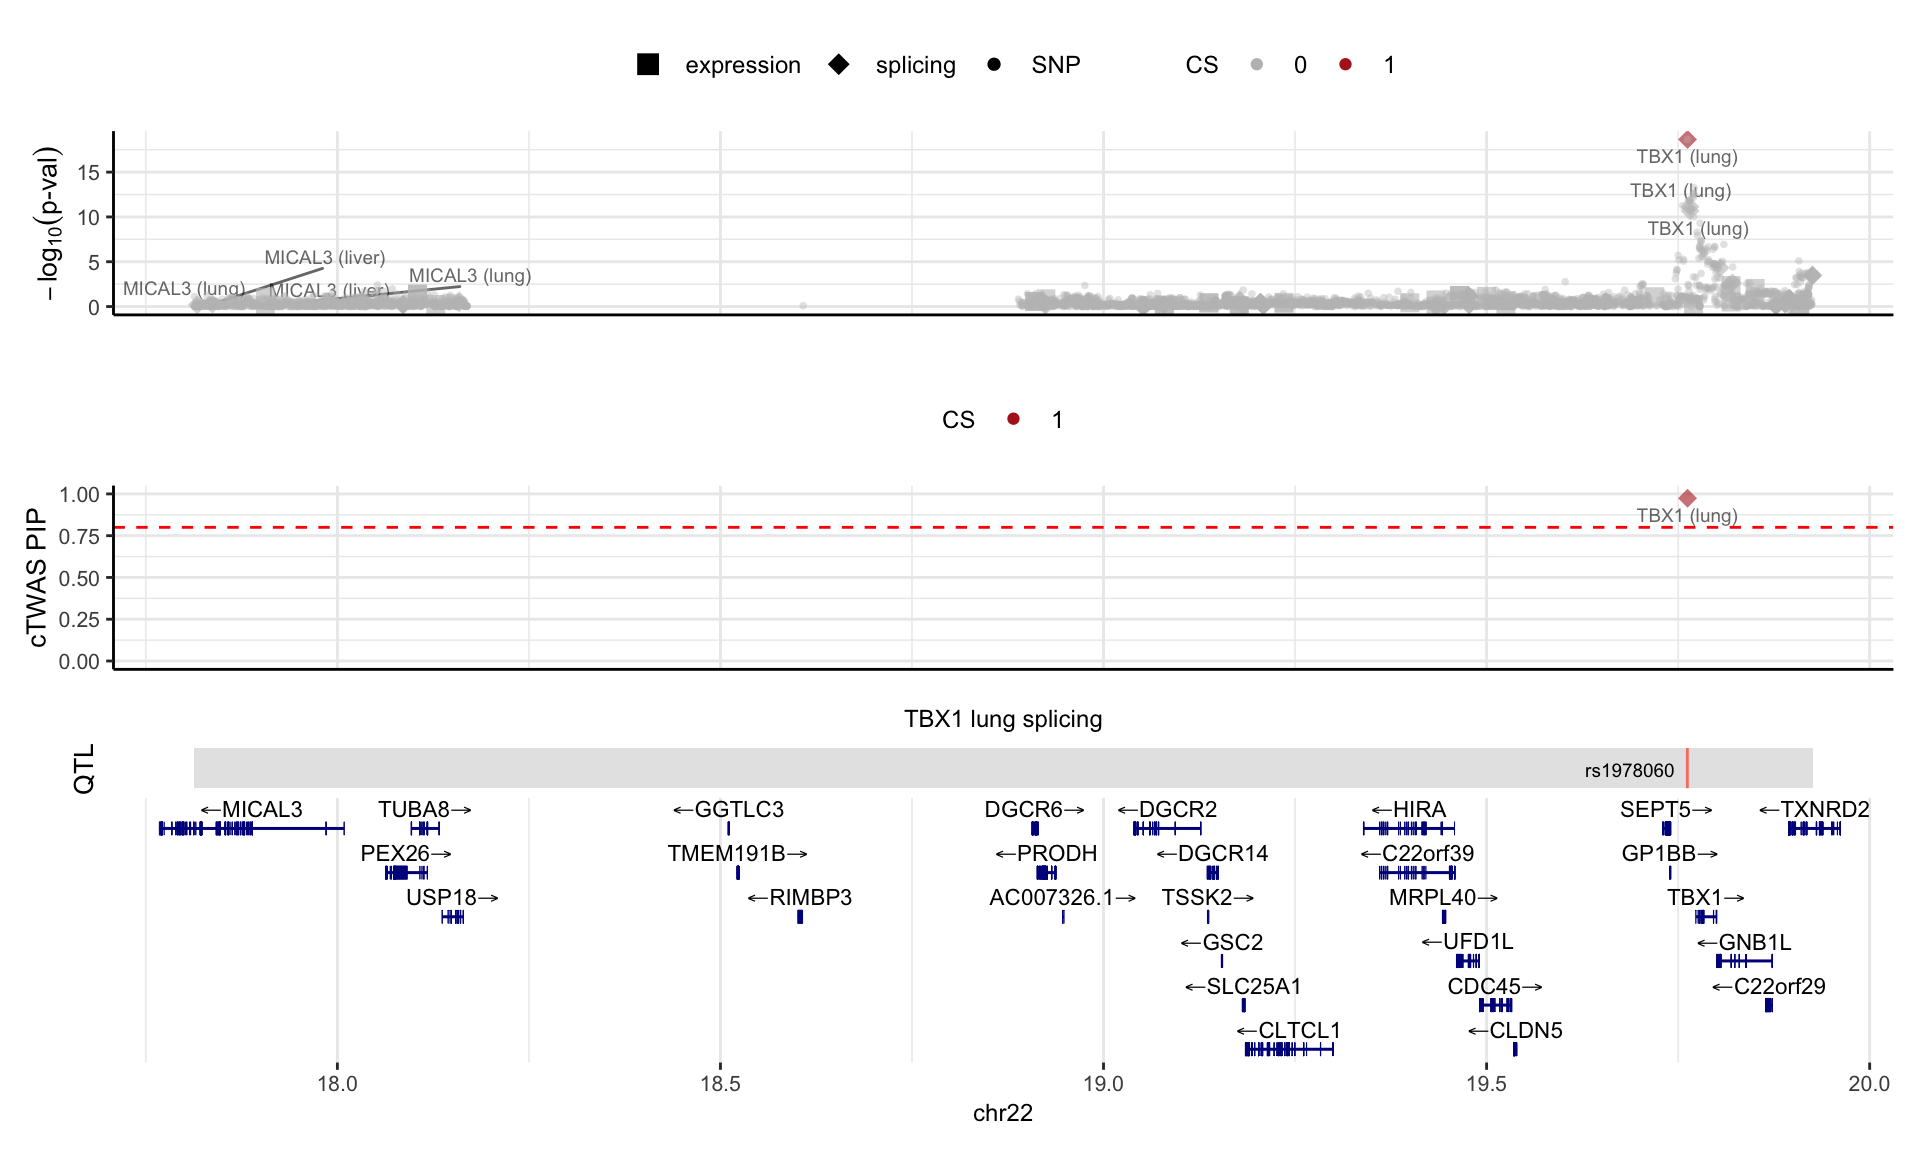 expression splicing SNP CS 0 1
−log10(p-val)
15
10
5
0
TBX1 (lung)
TBX1 (lung)
TBX1 (lung)
MICAL3 (liver)
MICAL3 (lung)
MICAL3 (lung)
MICAL3 (liver)
CS 1
cTWAS PIP
1.00
0.75
0.50
0.25
0.00
TBX1 (lung)
TBX1 lung splicing
QTL
rs1978060
←MICAL3 TUBA8→ ←GGTLC3 DGCR6→ ←DGCR2 ←HIRA SEPT5→ ←TXNRD2
PEX26→ TMEM191B→ ←PRODH ←DGCR14 ←C22orf39 GP1BB→
USP18→ ←RIMBP3 AC007326.1→ TSSK2→ MRPL40→ TBX1→
←GSC2 ←UFD1L ←GNB1L
←SLC25A1 CDC45→ ←C22orf29
←CLTCL1 ←CLDN5
18.0 18.5 19.0 19.5 20.0
chr22